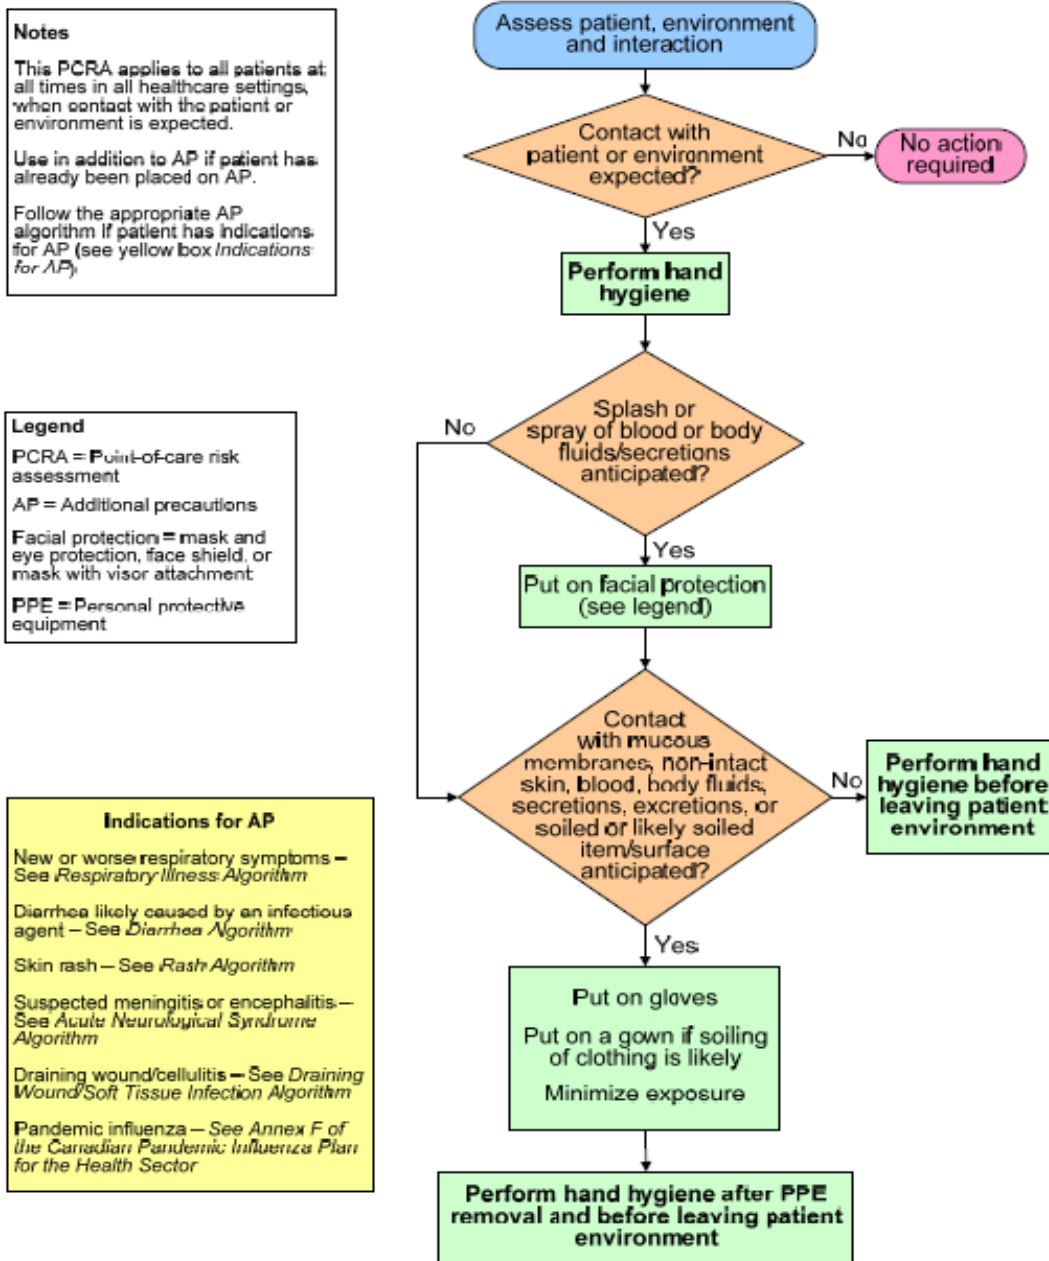 Notes
This PCRA applies to all patients at
all times in all healthcare settings,
when contact with the patient or
environment is expected.
Use in addition to AP if patient has
already been placed on AP.
Follow the appropriate AP
algorithm if patient has indications
for AP (see yellow box Indications
for AP)
Legend
PCRA = Point-of-care risk
assessment
AP = Additional precautions
Facial protection = mask and
eye protection, face shield, or
mask with visor attachment
PPE = Personal protective
equipment
Indications for AP
New or worse respiratory symptoms –
See Respiratory Illness Algorithm
Diarrhea likely caused by an infectious
agent – See Diarrhea Algorithm
Skin rash – See Rash Algorithm
Suspected meningitis or encephalitis –
See Acute Neurological Syndrome
Algorithm
Draining wound/cellulitis – See Draining
Wound/Soft Tissue Infection Algorithm
Pandemic influenza – See Annex F of
the Canadian Pandemic Influenza Plan
for the Health Sector
Assess patient, environment
and interaction
Contact with
patient or environment
expected?
No
No action
required
Yes
Perform hand
hygiene
Splash or
spray of blood or body
fluids/secretions
anticipated?
No
Yes
Put on facial protection
(see legend)
Contact
with mucous
membranes, non-intact
skin, blood, body fluids,
secretions, excretions, or
soiled or likely soiled
item/surface
anticipated?
No
Perform hand
hygiene before
leaving patient
environment
Yes
Put on gloves
Put on a gown if soiling
of clothing is likely
Minimize exposure
Perform hand hygiene after PPE
removal and before leaving patient
environment